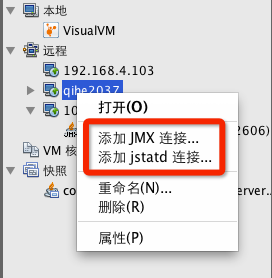 本地
VisualVM
远程
192.168.4.103
qihe2037
打开(O)
10
添加 JMX 连接...
2606)
添加 jstatd 连接...
VM 核
快照
重命名(N)...
co
erver...
删除(R)
属性(P)